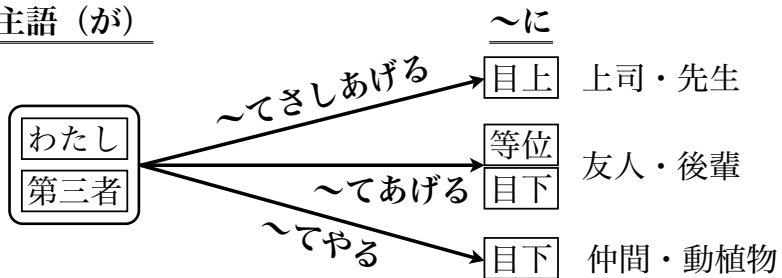 主語（が）
～に
～てさしあげる
目上 上司・先生
わたし
第三者
等位
目下
友人・後輩
～てあげる
～てやる
目下 仲間・動植物